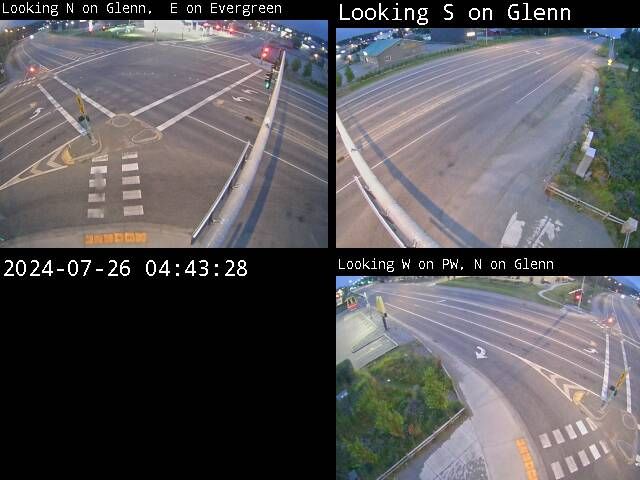 Looking N on Glenn,  E on Evergreen
Looking S on Glenn
2024-07-26 04:43:28
Looking W on PW, N on Glenn